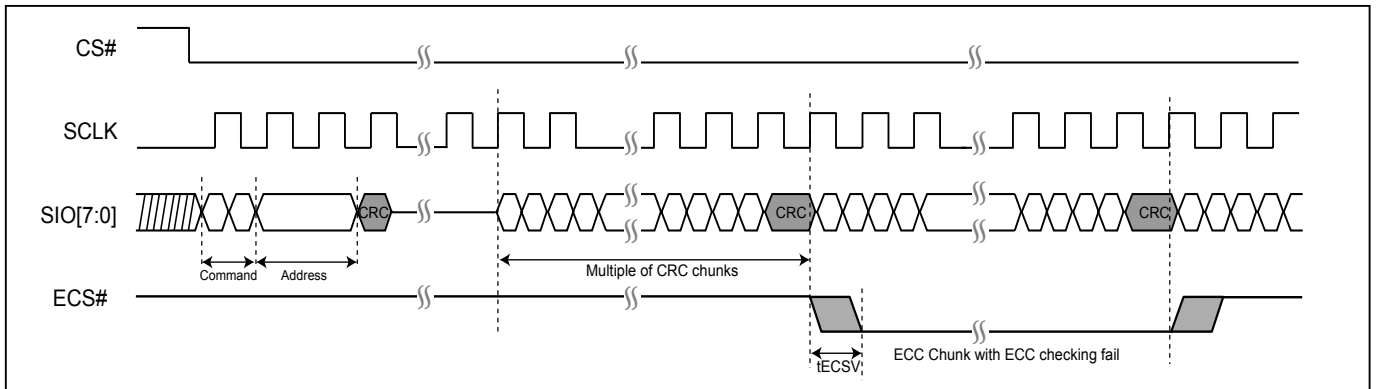 CS#
SCLK
SIO[7:0]
CRC
CRC
CRC
Command
Address
Multiple of CRC chunks
ECS#
tECSV
ECC Chunk with ECC checking fail